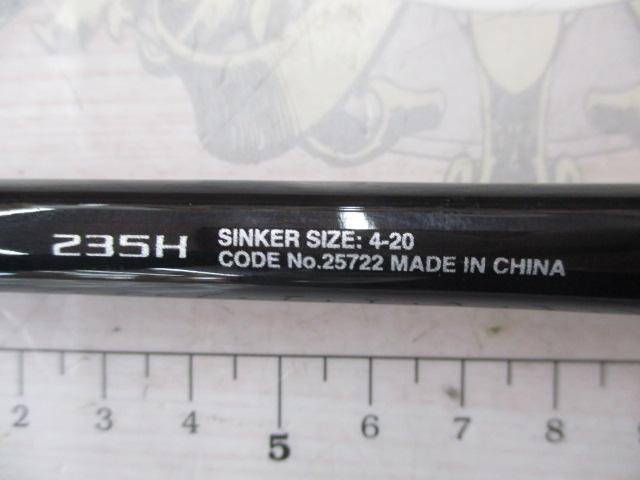 235H
SINKER SIZE: 4-20
CODE No.25722 MADE IN CHINA
2 3 4 5 6 7 8